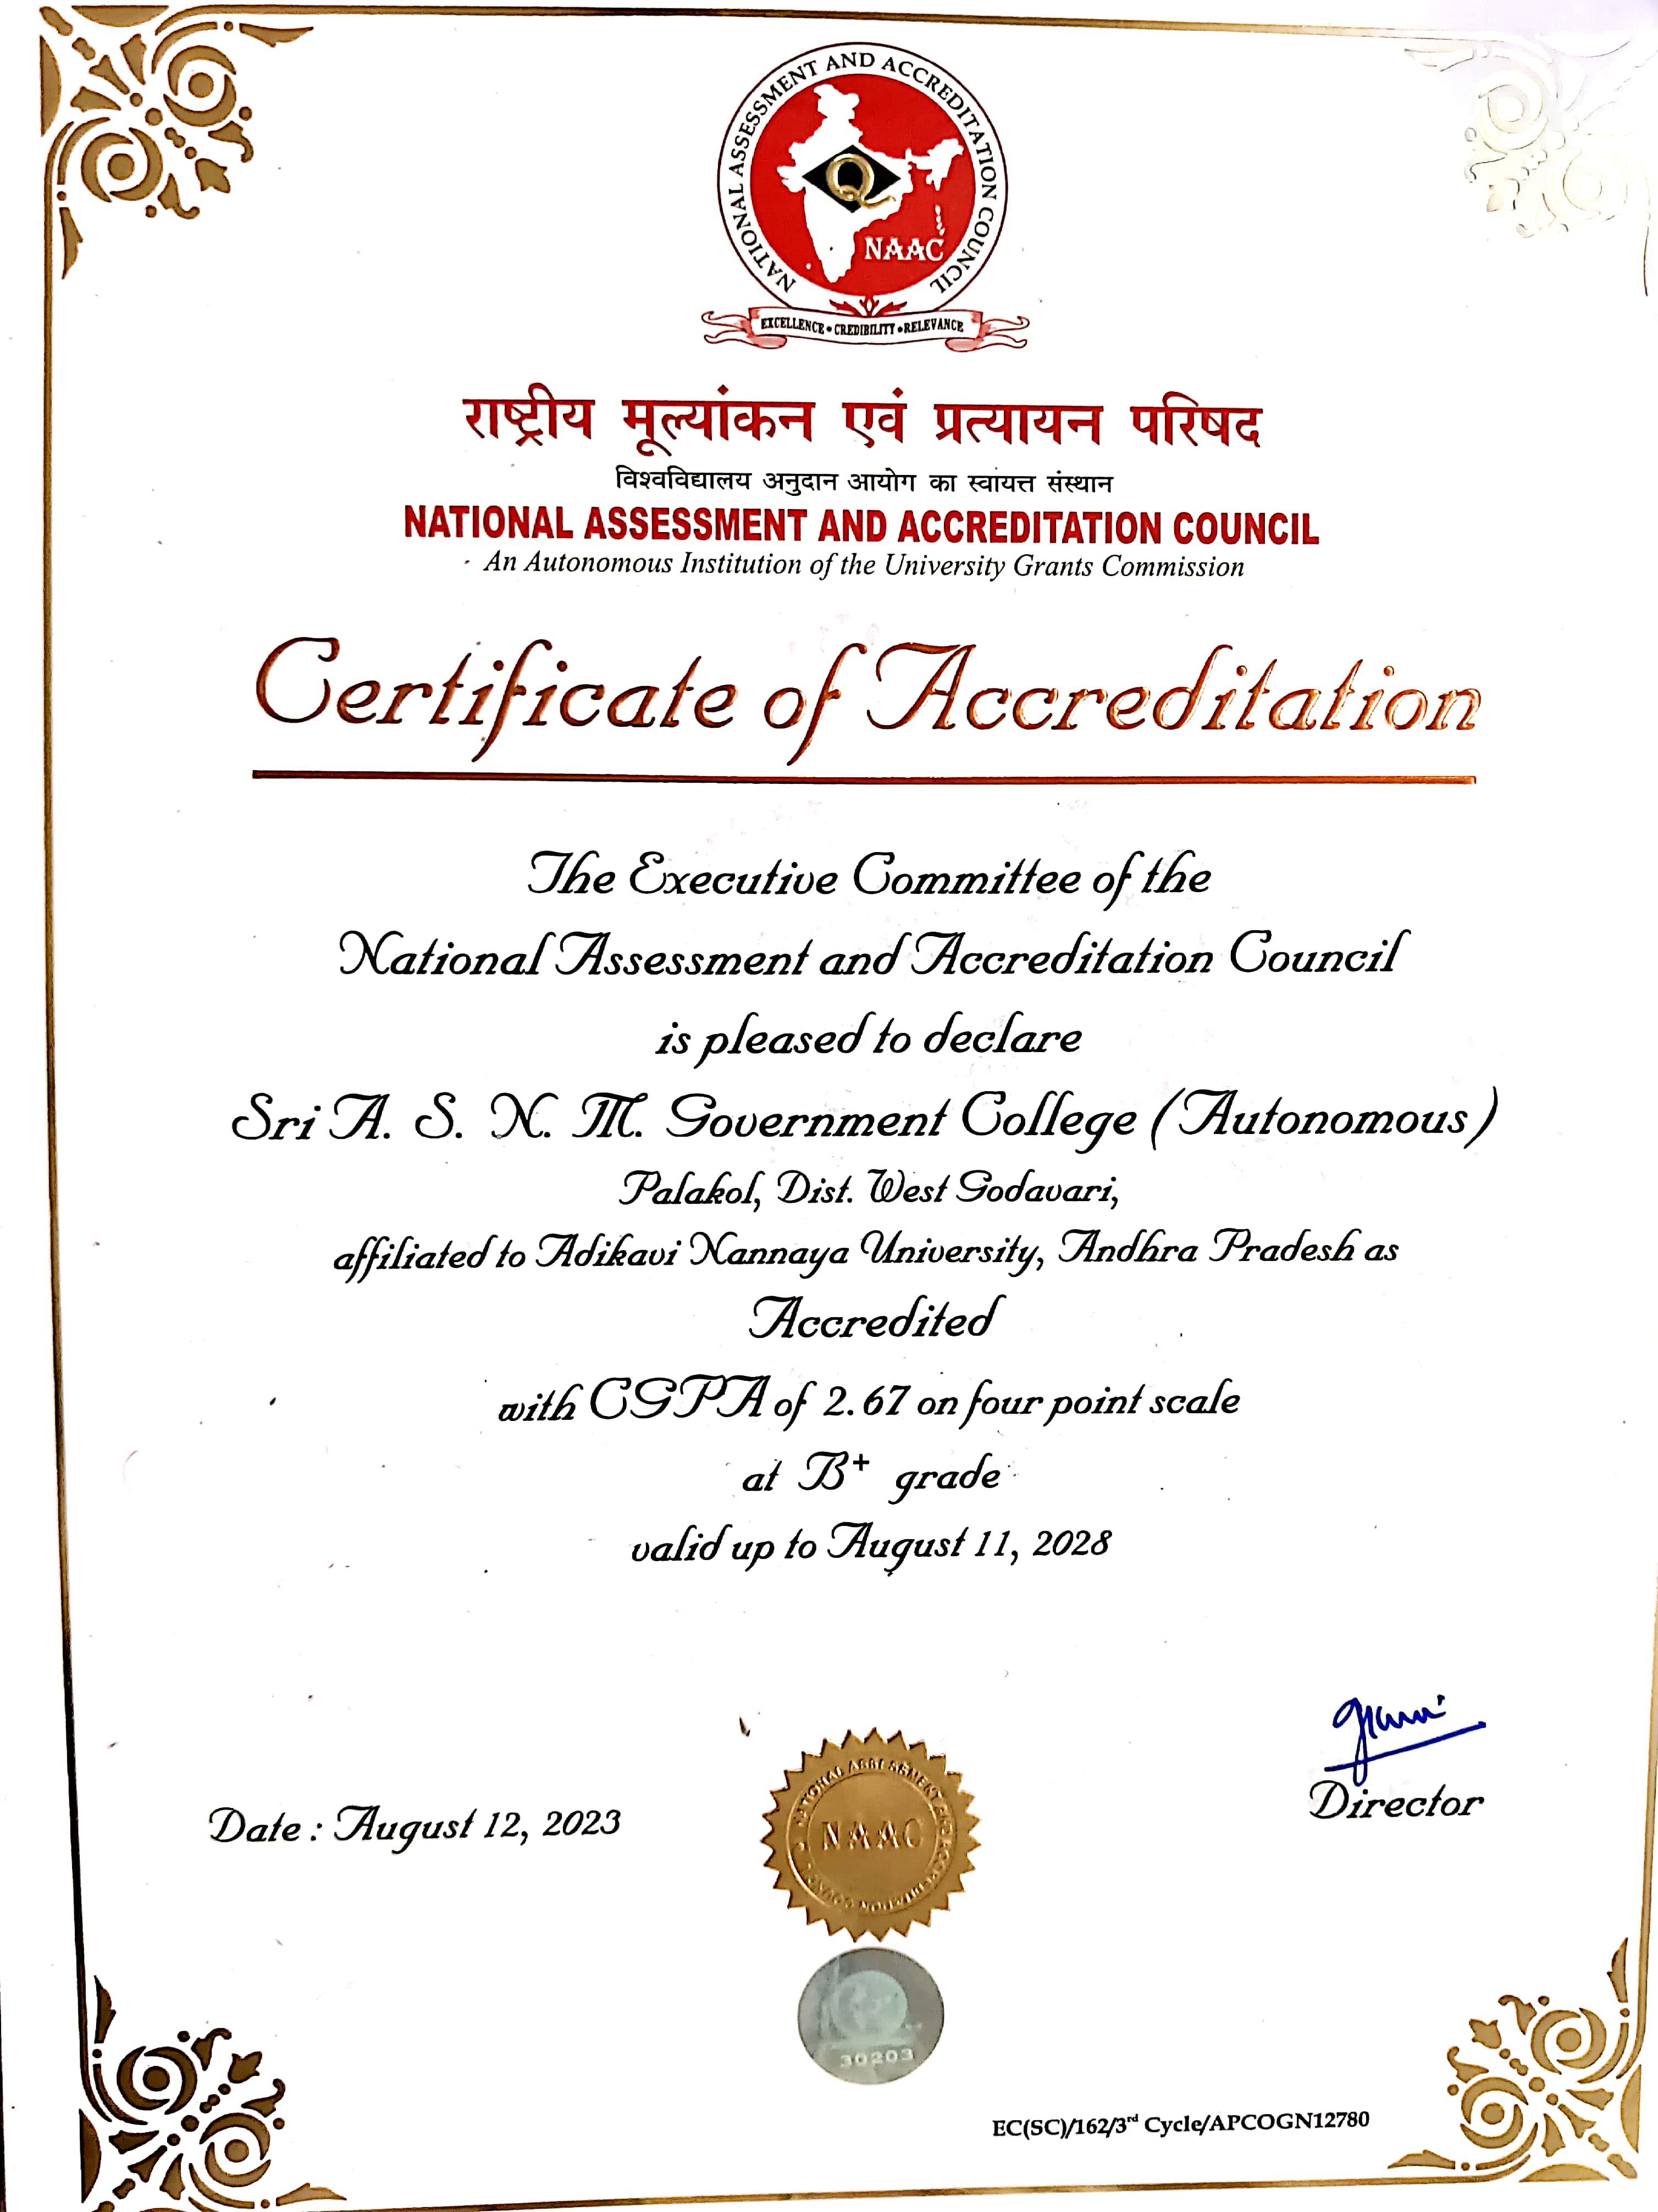 NATIONAL ASSESSMENT AND ACCREDITATION COUNCIL
Q
NAAC
EXCELLENCE • CREDIBILITY • RELEVANCE
राष्ट्रीय मूल्यांकन एवं प्रत्यायन परिषद
विश्वविद्यालय अनुदान आयोग का स्वायत्त संस्थान
NATIONAL ASSESSMENT AND ACCREDITATION COUNCIL
An Autonomous Institution of the University Grants Commission
Certificate of Accreditation
The Executive Committee of the
National Assessment and Accreditation Council
is pleased to declare
Sri A. S. N. M. Government College (Autonomous)
Palakol, Dist. West Godavari,
affiliated to Adikavi Nannaya University, Andhra Pradesh as
Accredited
with CGPA of 2.67 on four point scale
at B⁺ grade
valid up to August 11, 2028
Director
Date : August 12, 2023
NATIONAL ASSESSMENT AND ACCREDITATION COUNCIL
NAAC
30203
EC(SC)/162/3ʳᵈ Cycle/APCOGN12780